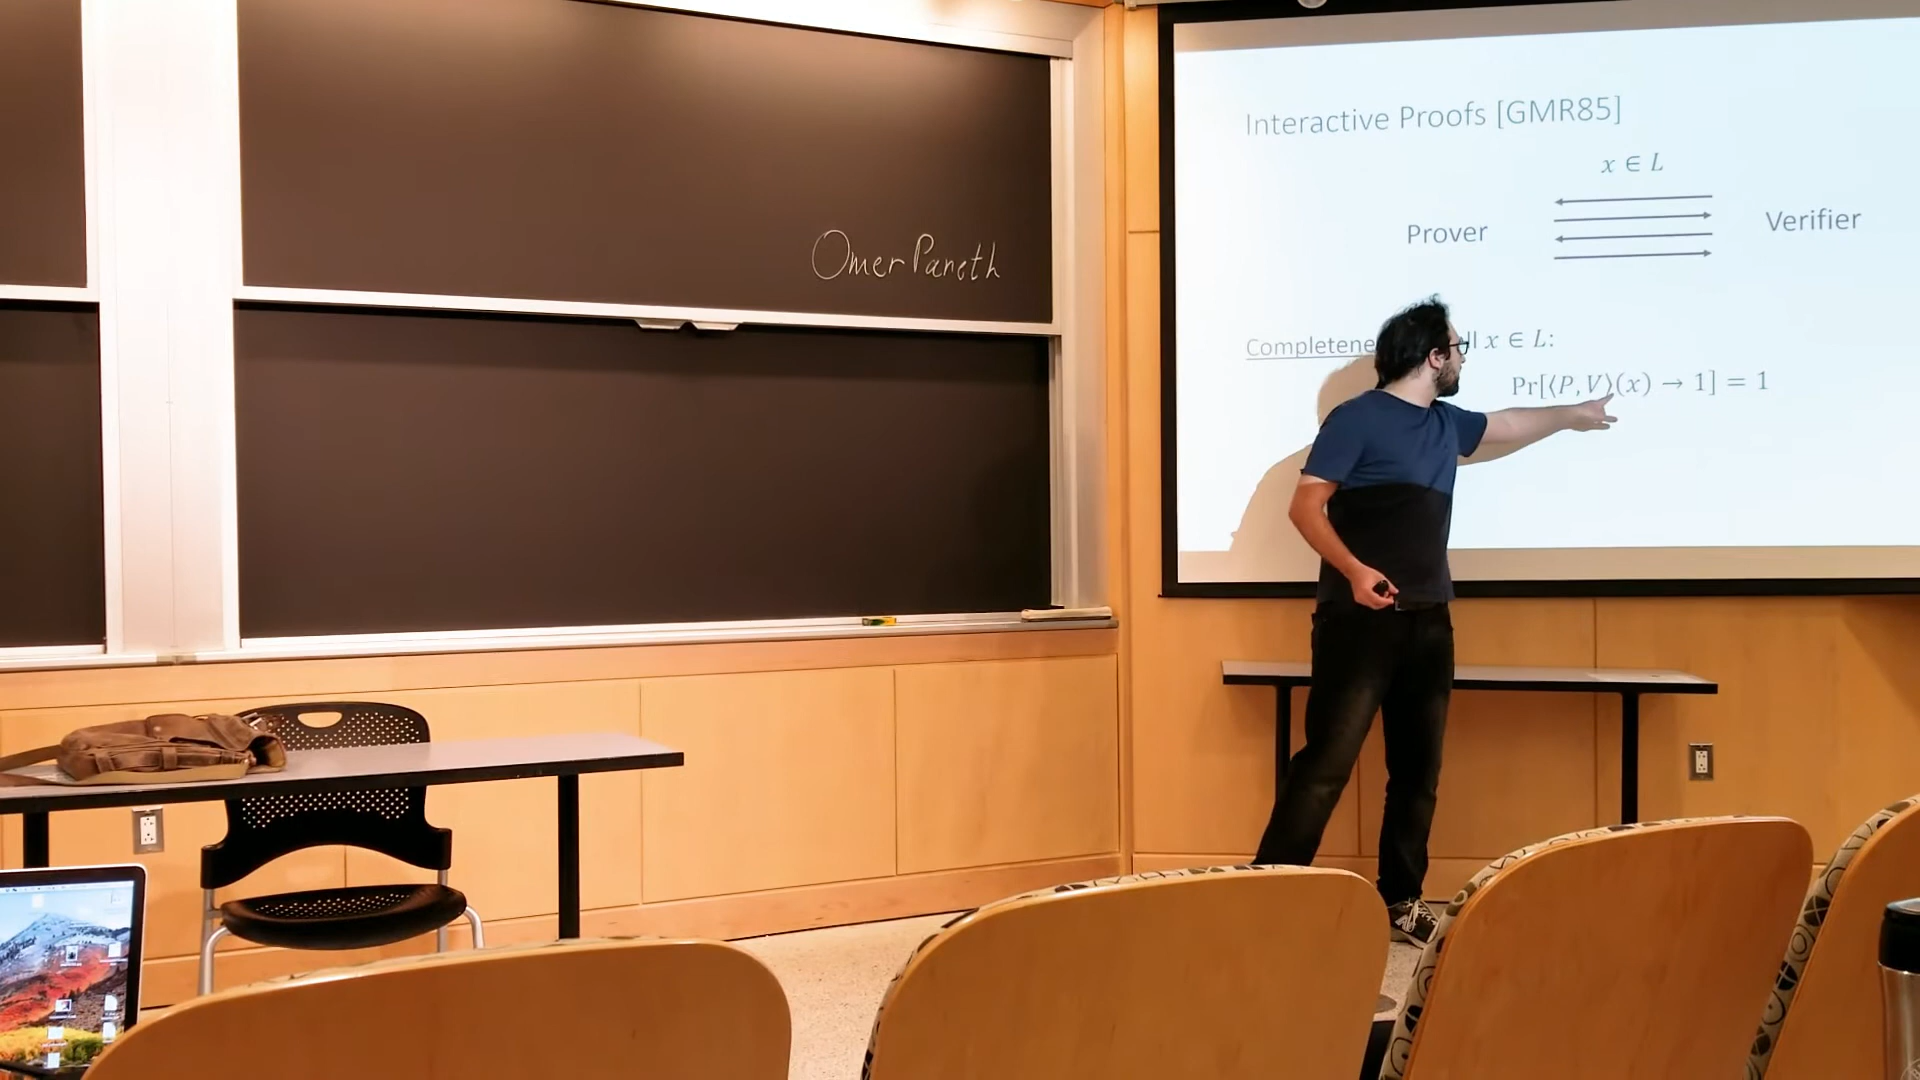 Omer Paneth
Interactive Proofs [GMR85]
x ∈ L
Prover
Verifier
x ∈ L:
Pr[⟨P, V⟩(x) → 1] = 1